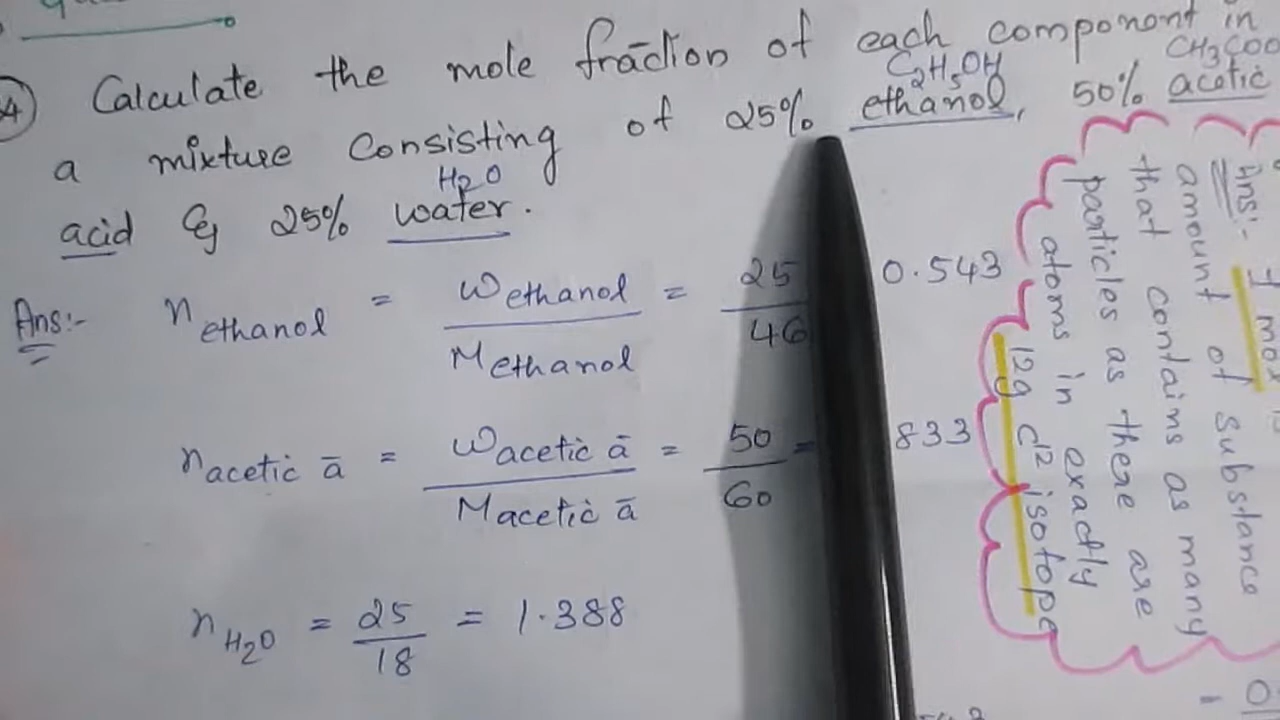 Calculate the mole fraction of each component in
C2H5OH CH3COO
a mixture consisting of 25% ethanol, 50% acetic
H2O
acid & 25% water.
Ans:- n ethanol = W ethanol / M ethanol = 25 / 46 0.543
n acetic ā = W acetic ā / M acetic ā = 50 / 60 = 833
n H2O = 25 / 18 = 1.388
Ans:- 1 mol is
amount of substance
that contains as many
particles as there are
atoms in exactly
12g C12 isotope